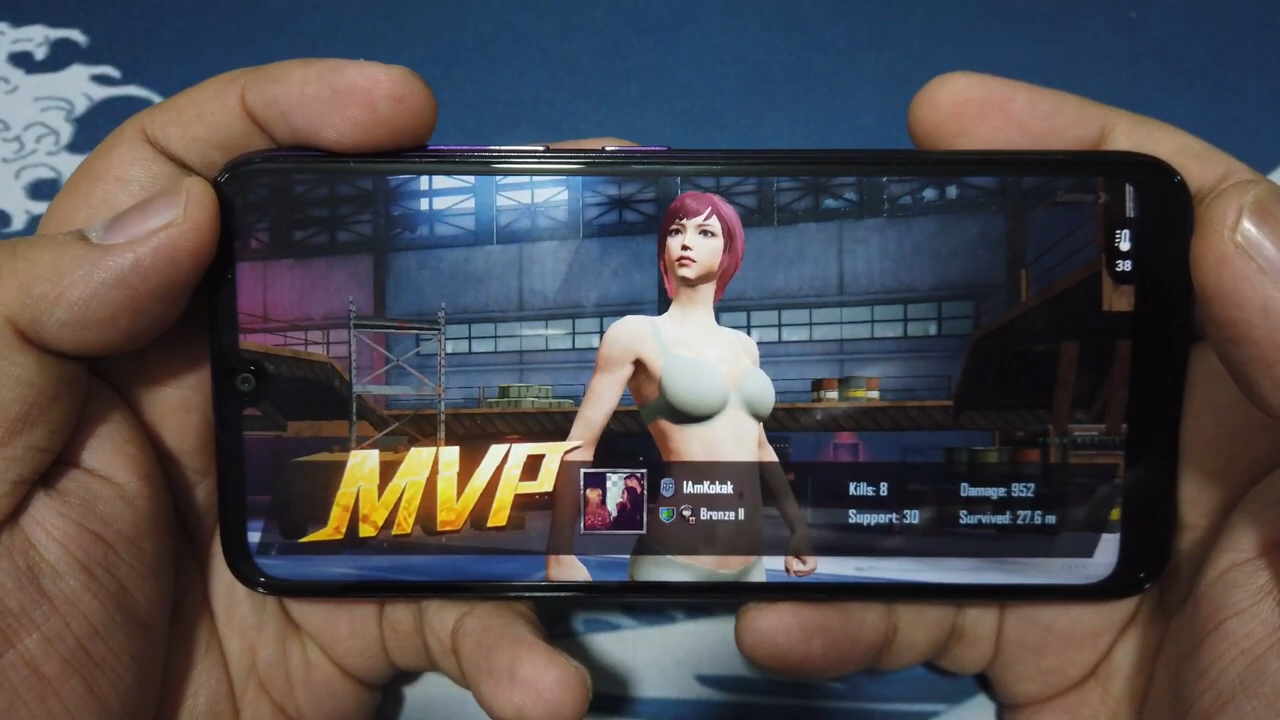 38
MVP
IAmKokak
Bronze II
Kills: 8
Damage: 952
Support: 30
Survived: 27.6 m